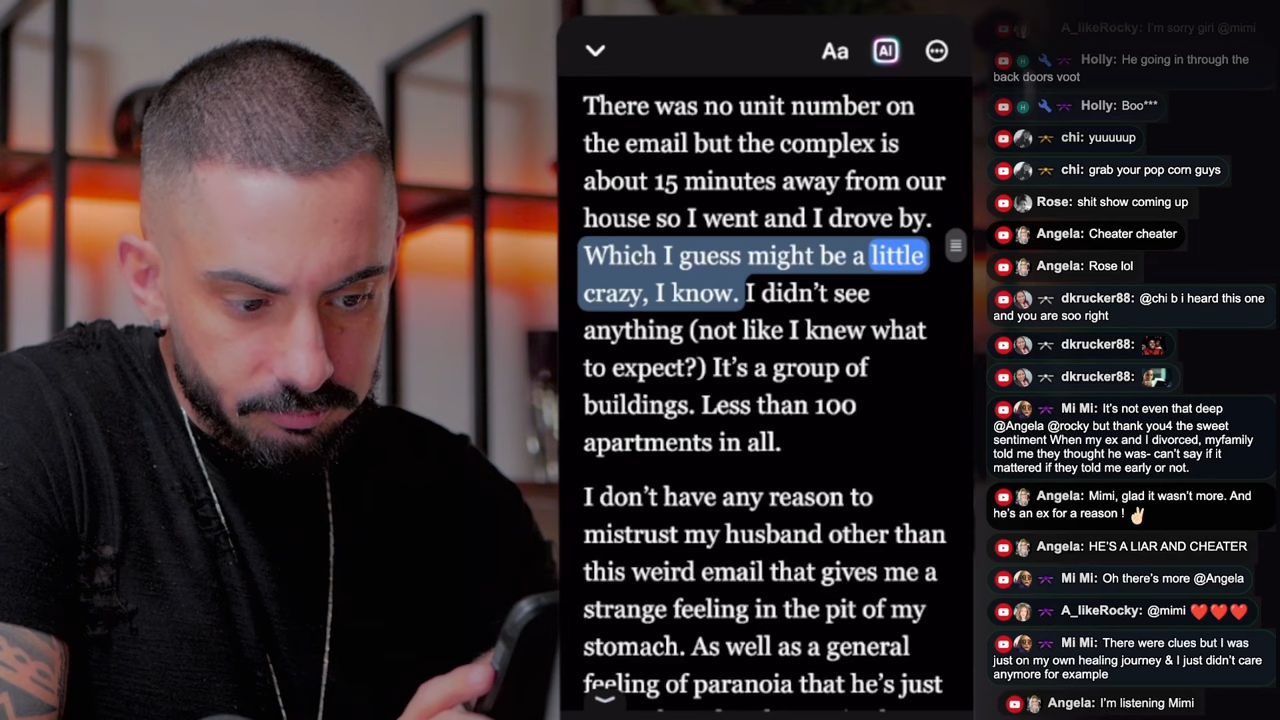 Aa
AI
There was no unit number on
the email but the complex is
about 15 minutes away from our
house so I went and I drove by.
Which I guess might be a little
crazy, I know. I didn't see
anything (not like I knew what
to expect?) It's a group of
buildings. Less than 100
apartments in all.
I don't have any reason to
mistrust my husband other than
this weird email that gives me a
strange feeling in the pit of my
stomach. As well as a general
feeling of paranoia that he's just
A_likeRocky: I'm sorry girl @mimi
H Holly: He going in through the
back doors voot
H Holly: Boo***
chi: yuuuuup
chi: grab your pop corn guys
Rose: shit show coming up
Angela: Cheater cheater
Angela: Rose lol
dkrucker88: @chi b i heard this one
and you are soo right
dkrucker88:
dkrucker88:
Mi Mi: It's not even that deep
@Angela @rocky but thank you4 the sweet
sentiment When my ex and I divorced, myfamily
told me they thought he was- can't say if it
mattered if they told me early or not.
Angela: Mimi, glad it wasn't more. And
he's an ex for a reason ! ✌🏻
Angela: HE'S A LIAR AND CHEATER
Mi Mi: Oh there's more @Angela
A_likeRocky: @mimi ❤️❤️❤️
Mi Mi: There were clues but I was
just on my own healing journey & I just didn't care
anymore for example
Angela: I'm listening Mimi